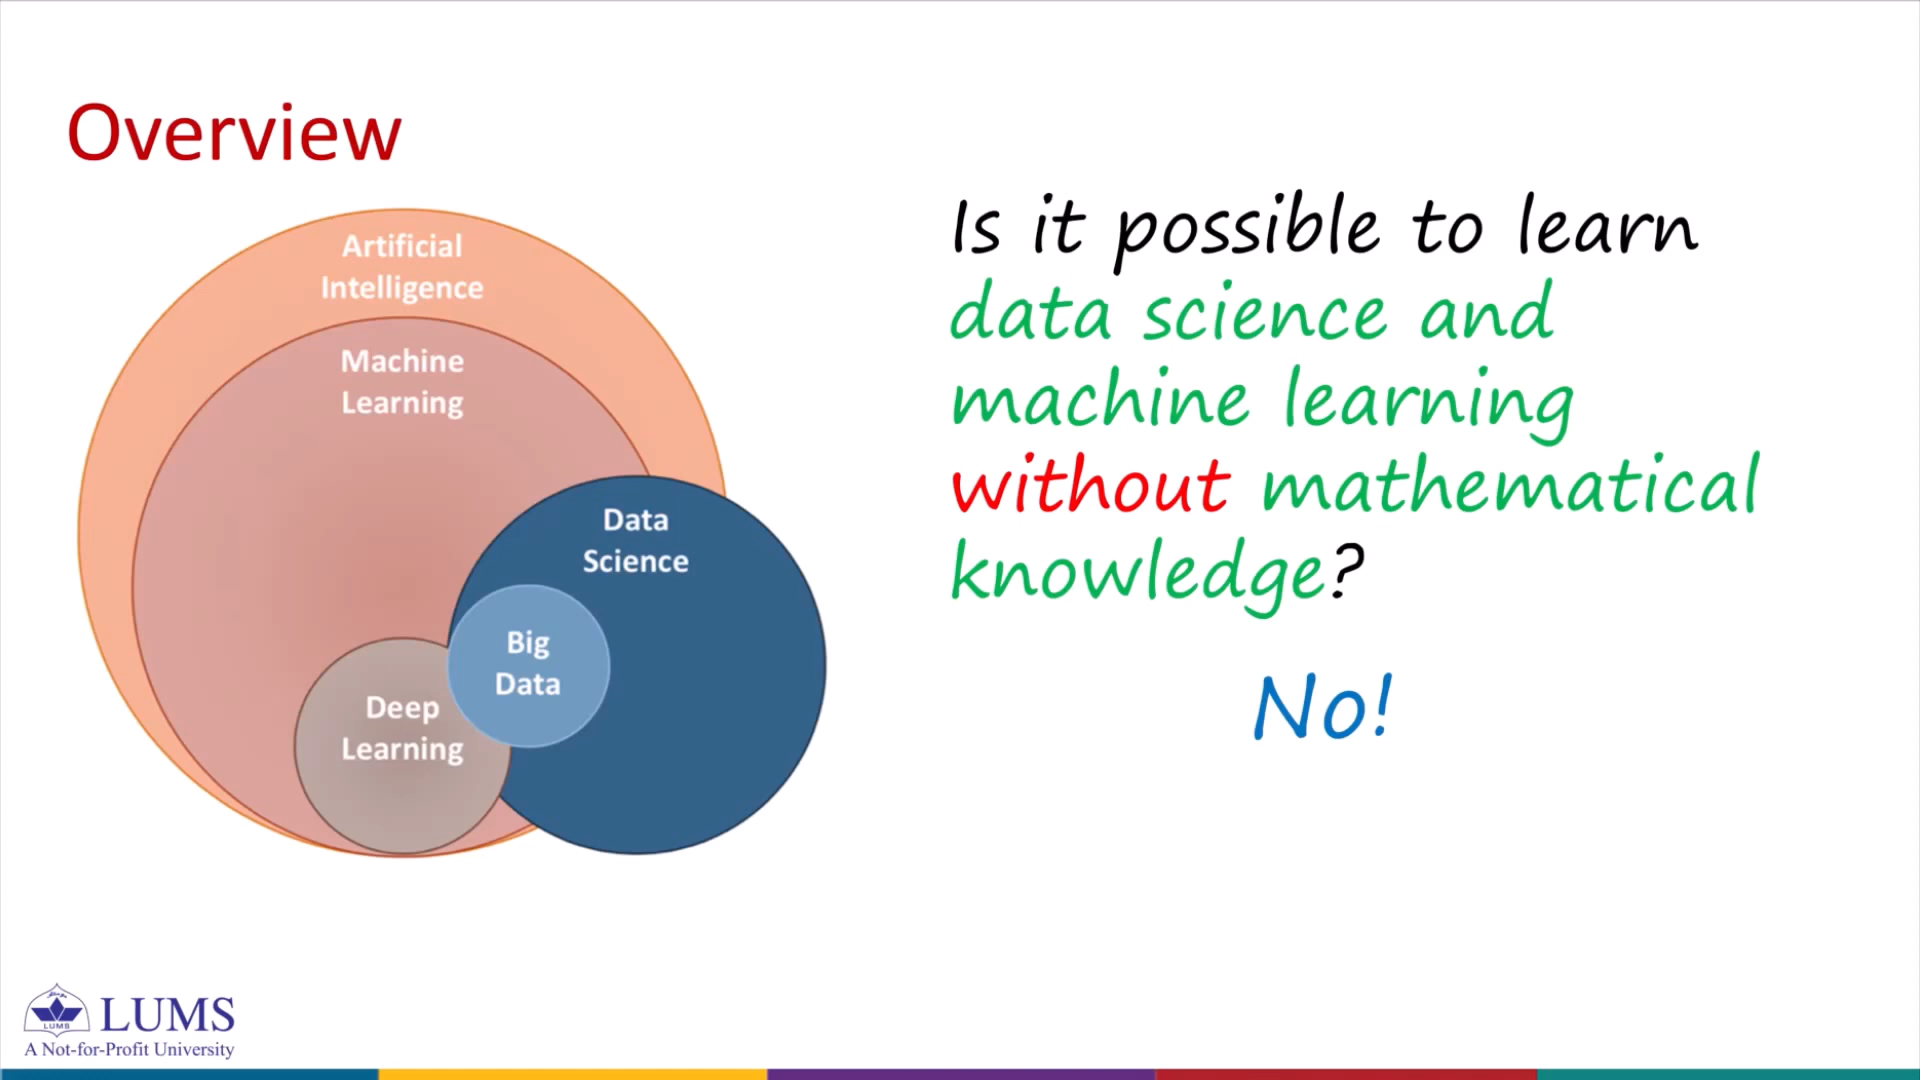 Overview
Artificial
Intelligence
Machine
Learning
Data
Science
Big
Data
Deep
Learning
Is it possible to learn
data science and
machine learning
without mathematical
knowledge?
No!
LUMS
LUMS
A Not-for-Profit University